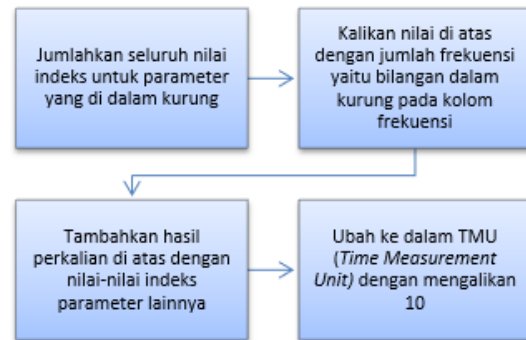 Jumlahkan seluruh nilai
indeks untuk parameter
yang di dalam kurung
Kalikan nilai di atas
dengan jumlah frekuensi
yaitu bilangan dalam
kurung pada kolom
frekuensi
Tambahkan hasil
perkalian di atas dengan
nilai-nilai indeks
parameter lainnya
Ubah ke dalam TMU
(Time Measurement
Unit) dengan mengalikan
10